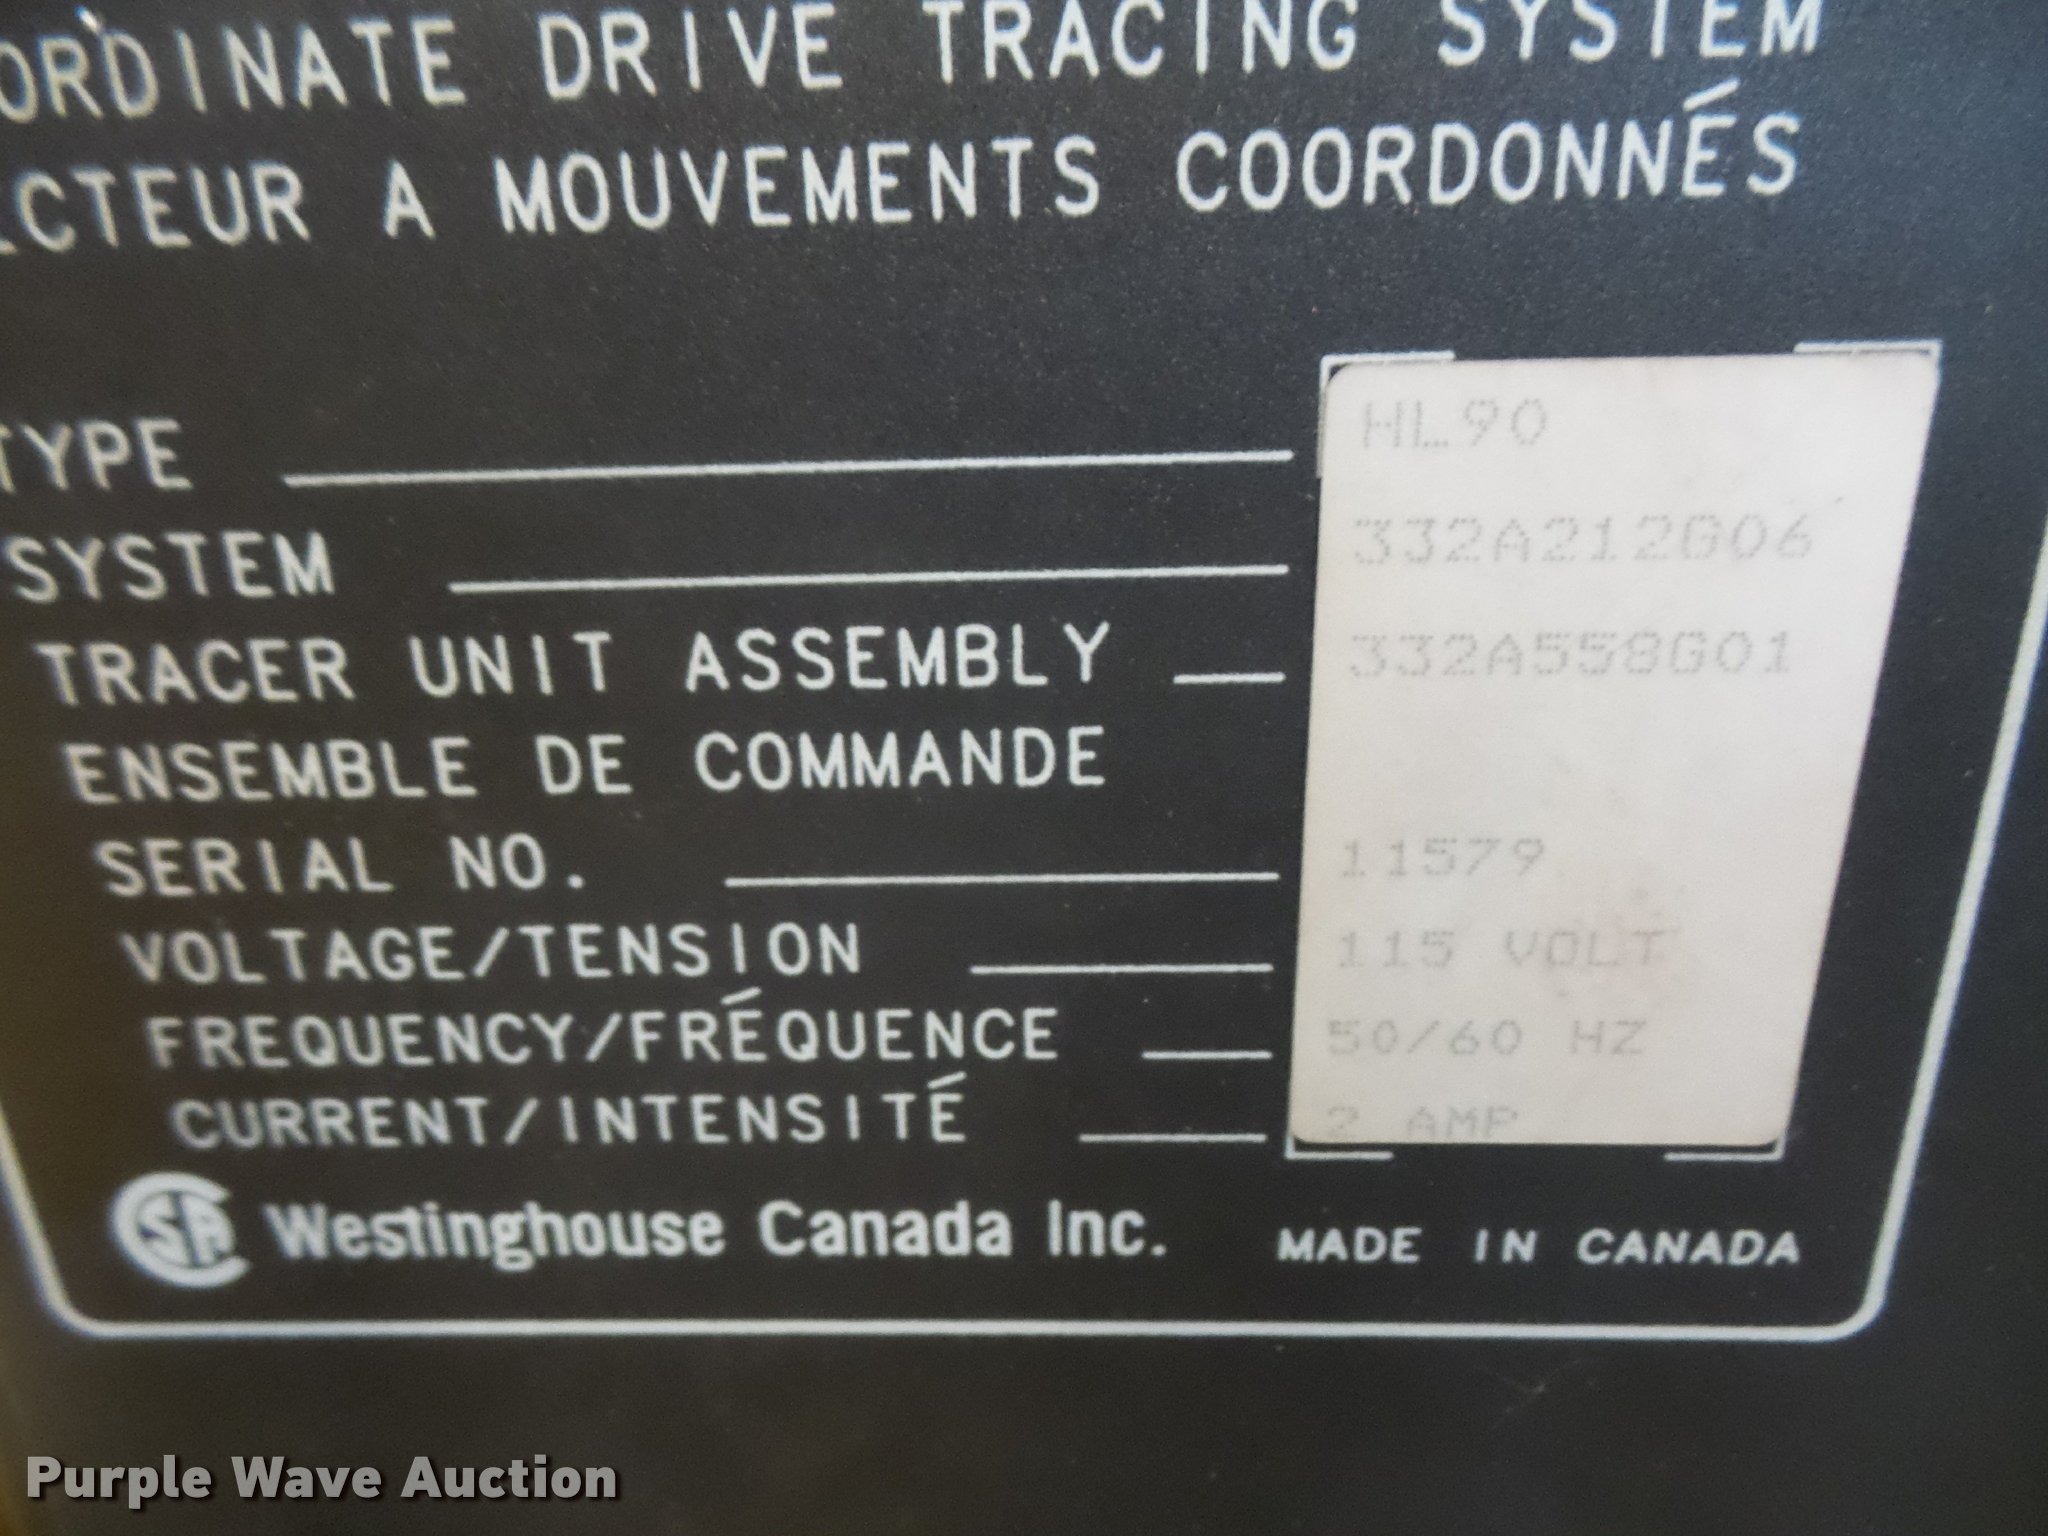 ORDINATE DRIVE TRACING SYSTEM
ECTEUR A MOUVEMENTS COORDONNÉS
TYPE HL90
SYSTEM 332A212G06
TRACER UNIT ASSEMBLY 332A558G01
ENSEMBLE DE COMMANDE
SERIAL NO. 11579
VOLTAGE/TENSION 115 VOLT
FREQUENCY/FRÉQUENCE 50/60 HZ
CURRENT/INTENSITÉ 2 AMP
SA Westinghouse Canada Inc. MADE IN CANADA
Purple Wave Auction